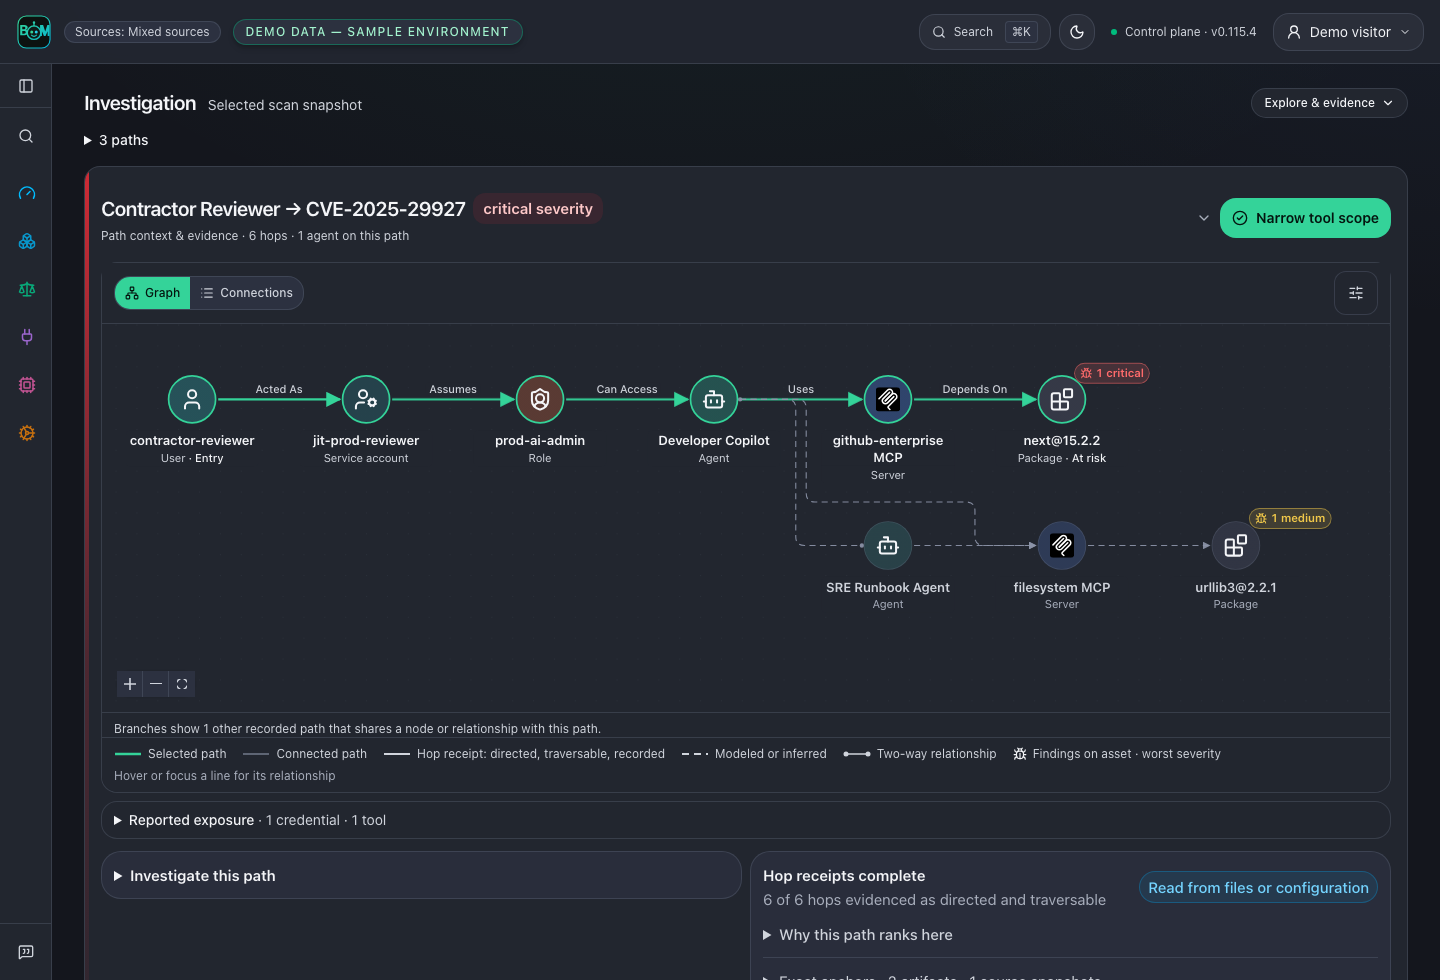 BOM
Sources: Mixed sources
DEMO DATA — SAMPLE ENVIRONMENT
Search ⌘K
Control plane · v0.115.4
Demo visitor
Investigation Selected scan snapshot
Explore & evidence
3 paths
Contractor Reviewer → CVE-2025-29927 critical severity
Path context & evidence · 6 hops · 1 agent on this path
Narrow tool scope
Graph Connections
1 critical
Acted As Assumes Can Access Uses Depends On
contractor-reviewer
User · Entry
jit-prod-reviewer
Service account
prod-ai-admin
Role
Developer Copilot
Agent
github-enterprise
MCP
Server
next@15.2.2
Package · At risk
1 medium
SRE Runbook Agent
Agent
filesystem MCP
Server
urllib3@2.2.1
Package
Branches show 1 other recorded path that shares a node or relationship with this path.
Selected path Connected path Hop receipt: directed, traversable, recorded Modeled or inferred Two-way relationship Findings on asset · worst severity
Hover or focus a line for its relationship
Reported exposure · 1 credential · 1 tool
Investigate this path
Hop receipts complete
6 of 6 hops evidenced as directed and traversable
Read from files or configuration
Why this path ranks here